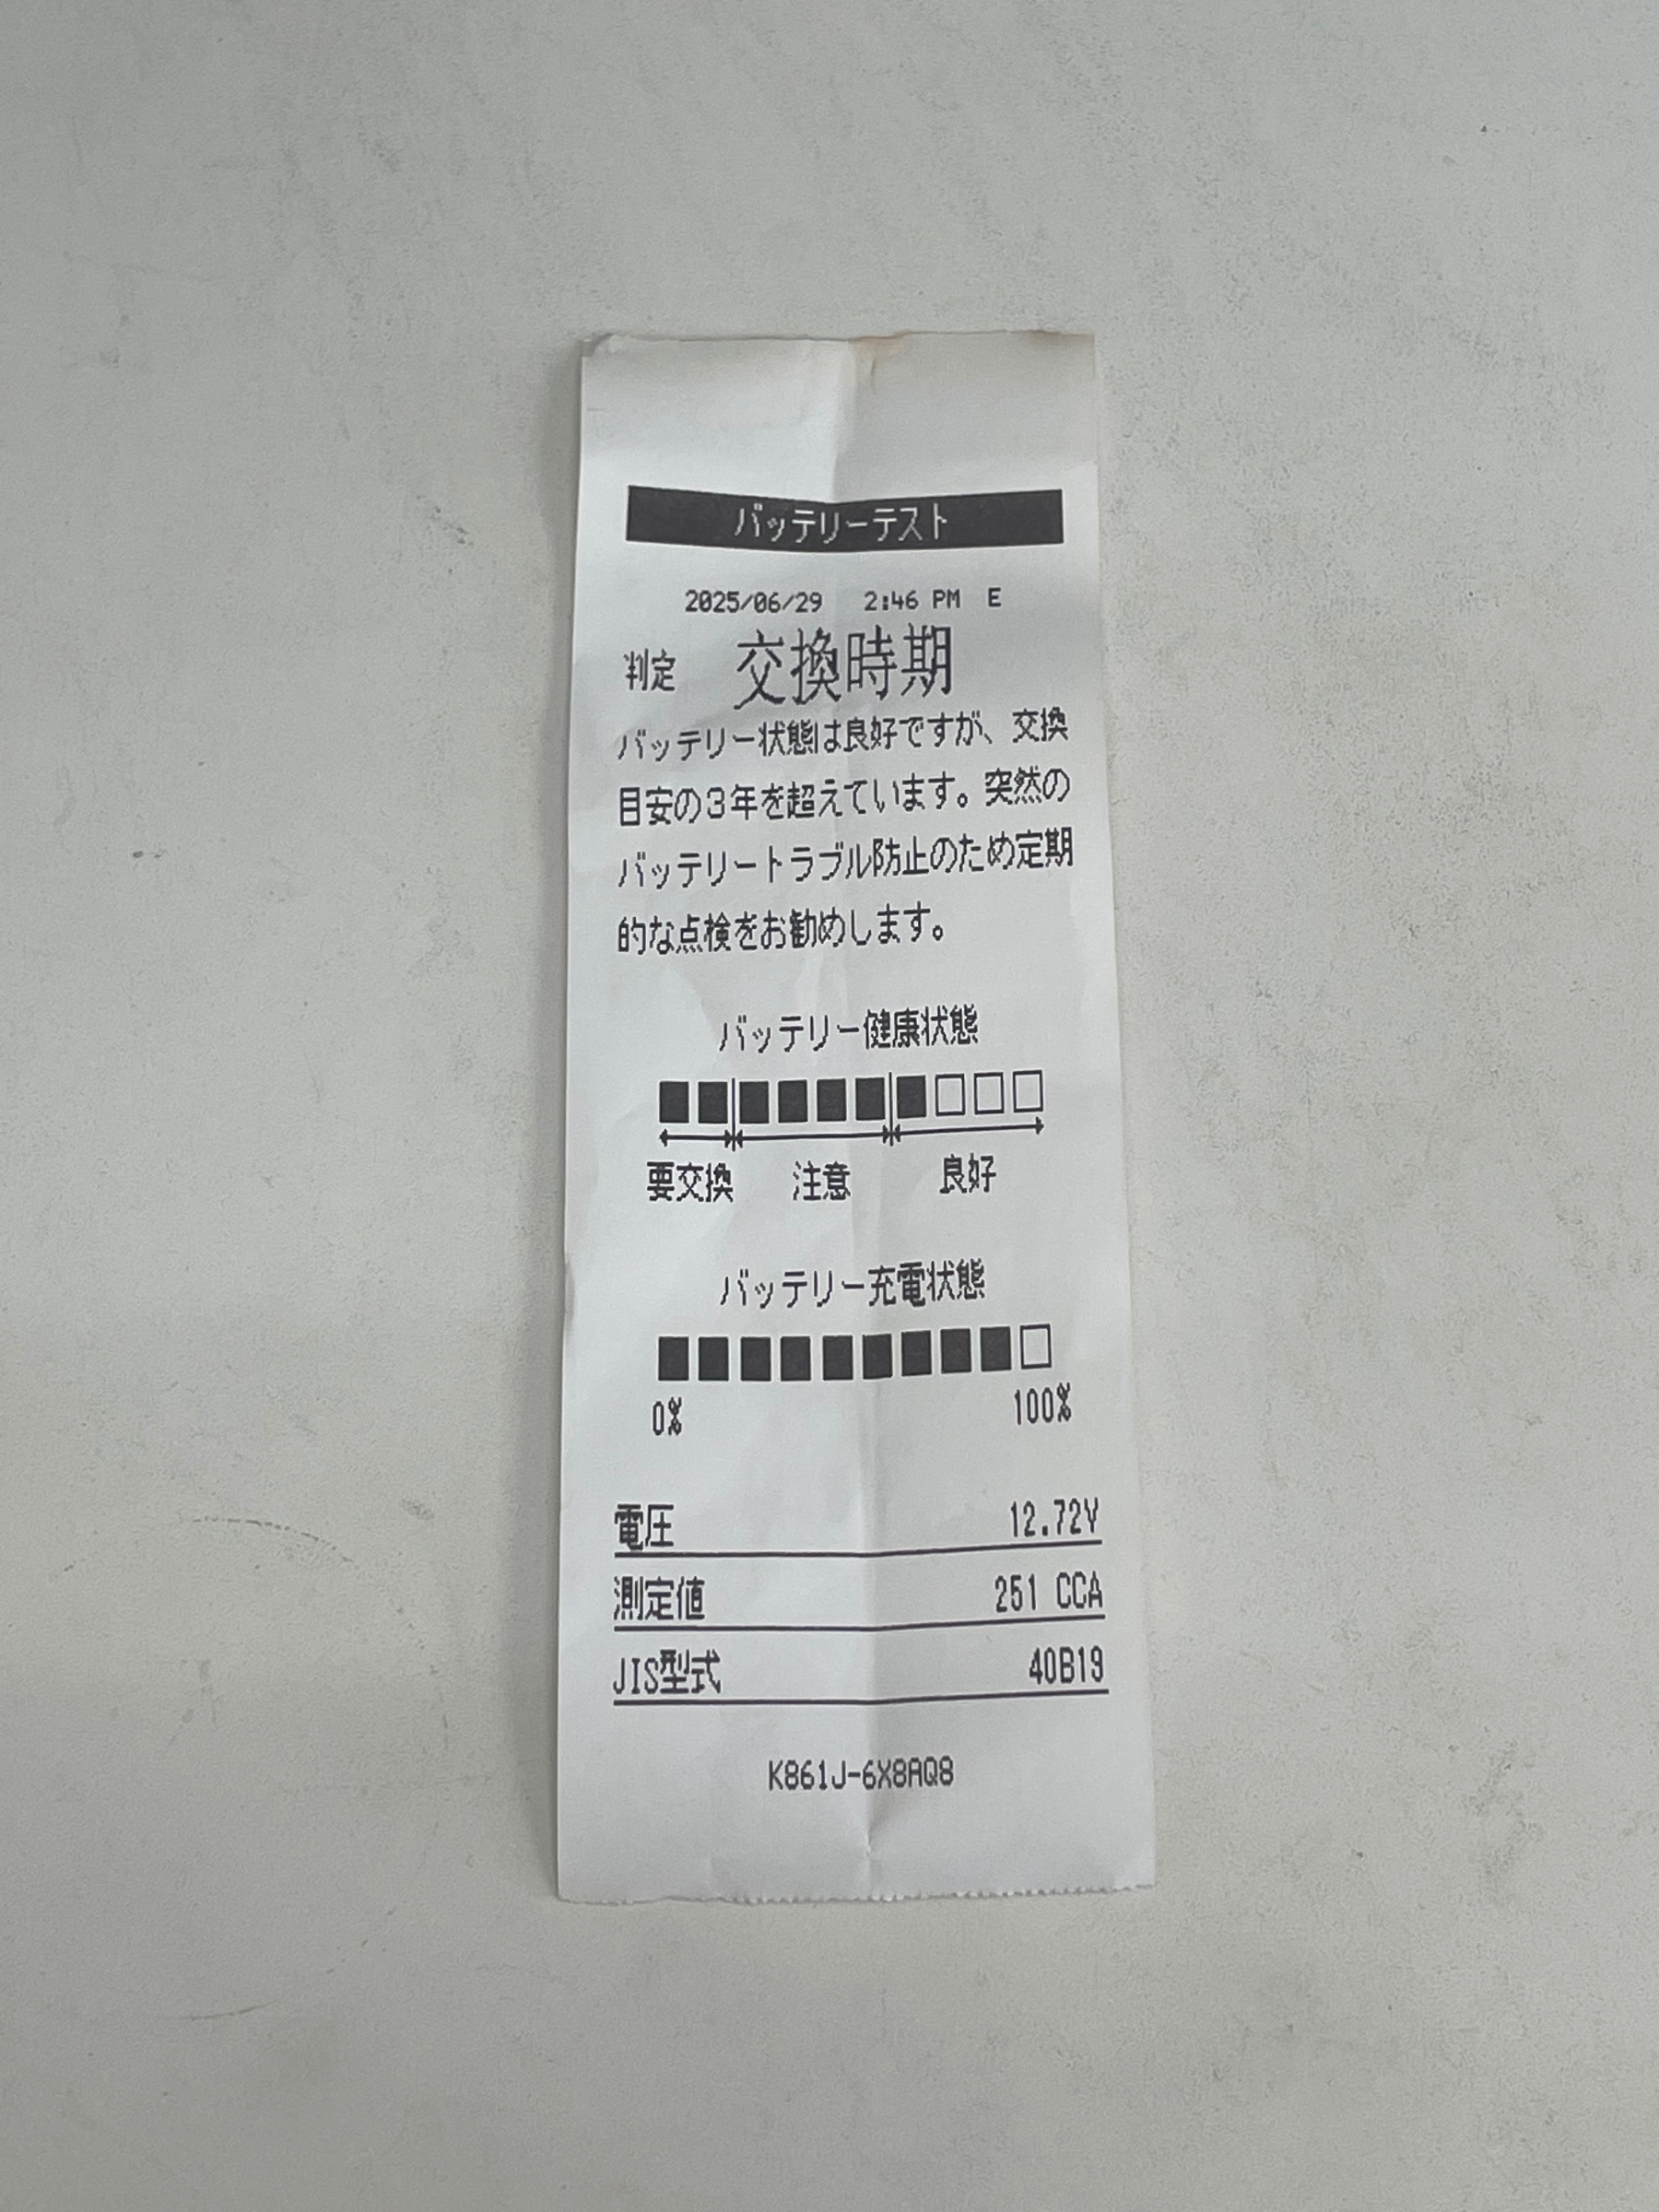 バッテリーテスト
2025/06/29 2:46 PM E
判定 交換時期
バッテリー状態は良好ですが、交換
目安の3年を超えています。突然の
バッテリートラブル防止のため定期
的な点検をお勧めします。
バッテリー健康状態
要交換 注意 良好
バッテリー充電状態
0% 100%
電圧 12.72V
測定値 251 CCA
JIS型式 40B19
K861J-6X8AQ8